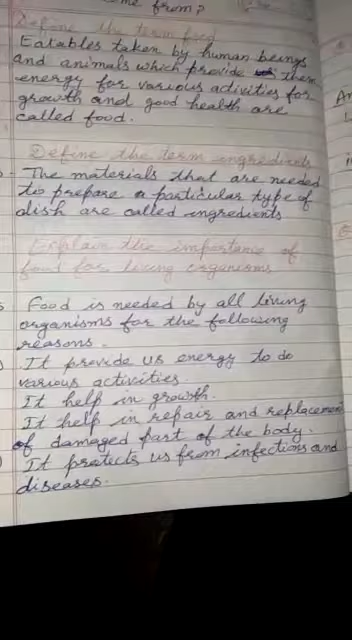 me from?
Define the term food
Eatables taken by human beings
and animals which provide them
energy for various activities for
growth and good health are
called food.
Define the term ingredients
The materials that are needed
to prepare a particular type of
dish are called ingredients
Explain the importance of
food for living organisms
Food is needed by all living
organisms for the following
reasons.
It provide us energy to do
various activities.
It help in growth.
It help in repair and replacemen
of damaged part of the body.
It protects us from infections and
diseases.